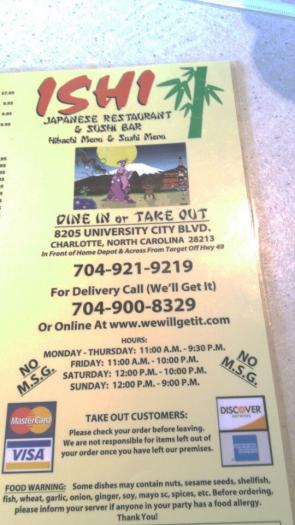 ISHI
JAPANESE RESTAURANT
& SUSHI BAR
Hibachi Menu & Sushi Menu
DINE IN or TAKE OUT
8205 UNIVERSITY CITY BLVD.
CHARLOTTE, NORTH CAROLINA 28213
In Front of Home Depot & Across From Target Off Hwy 49
704-921-9219
For Delivery Call (We'll Get It)
704-900-8329
Or Online At www.wewillgetit.com
HOURS:
MONDAY - THURSDAY: 11:00 A.M. - 9:30 P.M.
FRIDAY: 11:00 A.M. - 10:00 P.M.
SATURDAY: 12:00 P.M. - 10:00 P.M.
SUNDAY: 12:00 P.M. - 9:00 P.M.
NO
M.S.G.
NO
M.S.G.
MasterCard
VISA
TAKE OUT CUSTOMERS:
Please check your order before leaving.
We are not responsible for items left out of
your order once you have left our premises.
DISCOVER
FOOD WARNING: Some dishes may contain nuts, sesame seeds, shellfish,
fish, wheat, garlic, onion, ginger, soy, mayo sc, spices, etc. Before ordering,
please inform your server if anyone in your party has a food allergy.
Thank You!